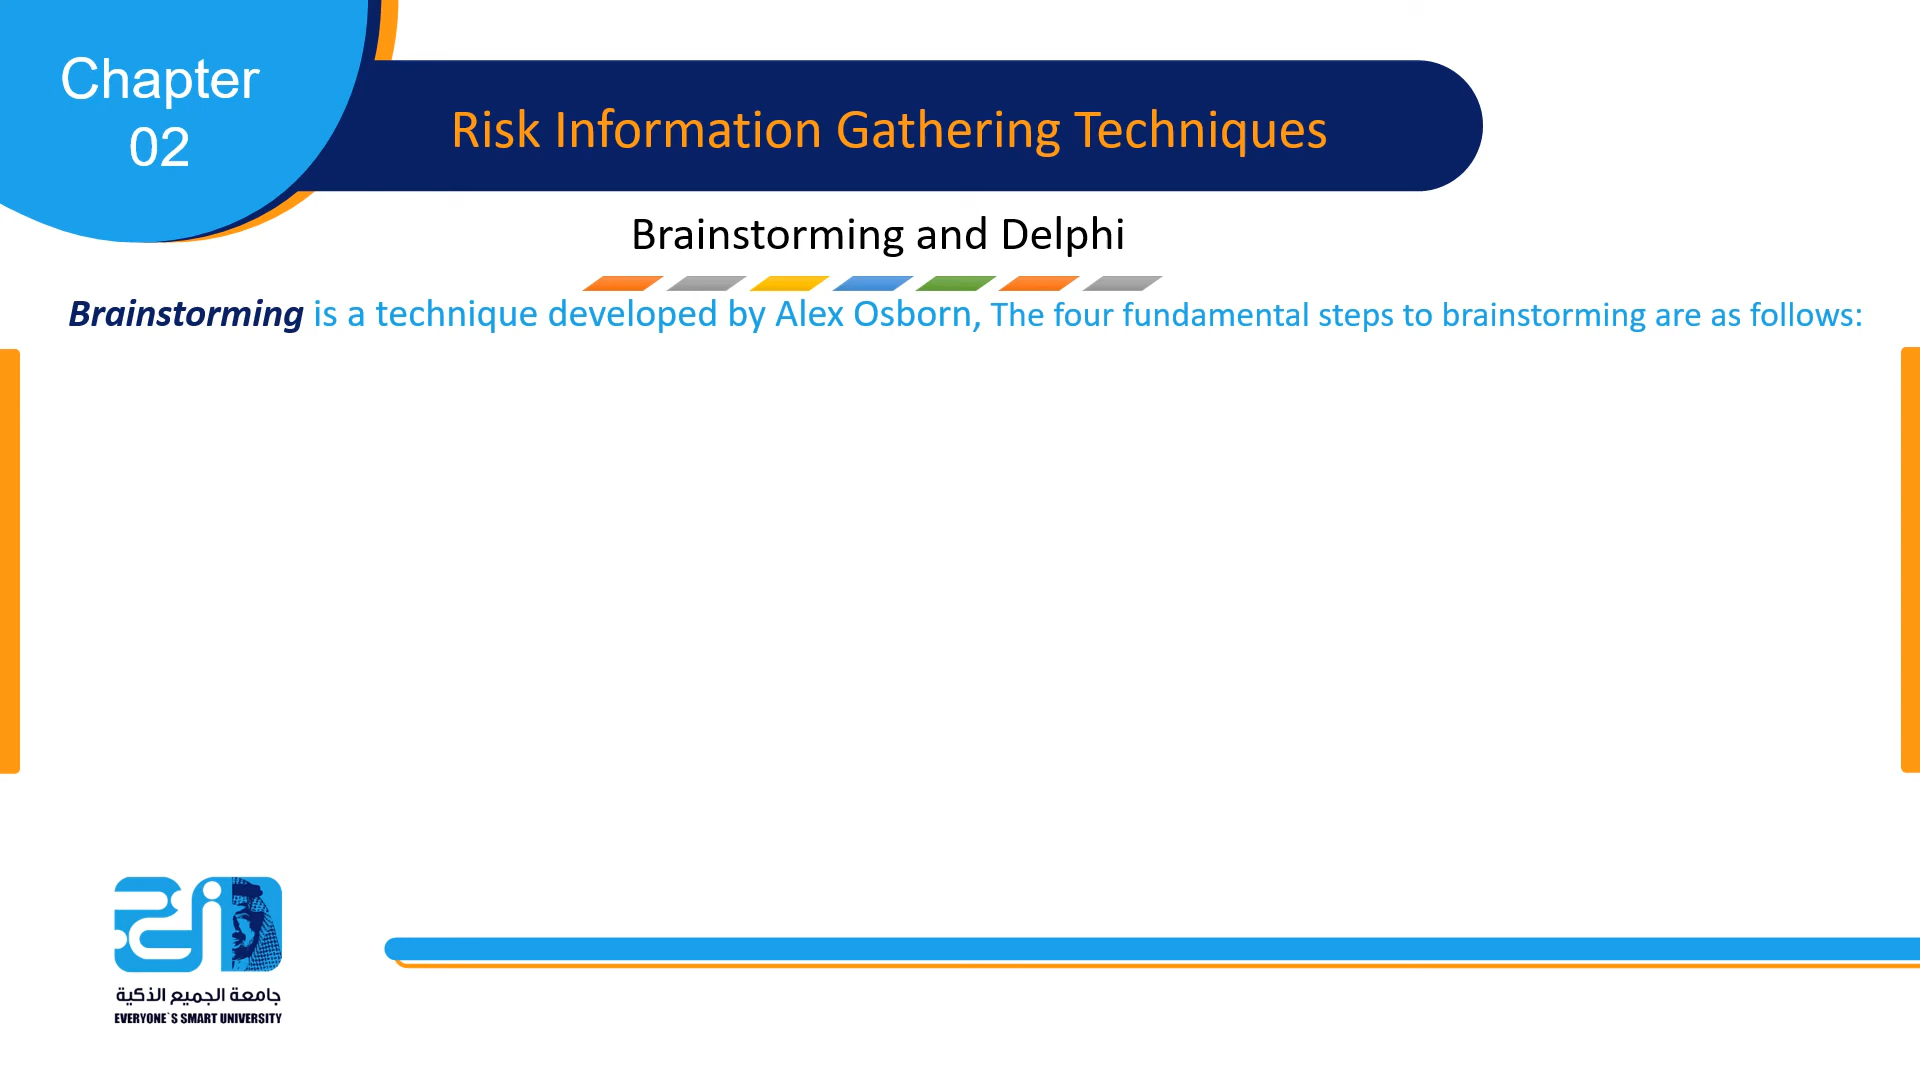 Chapter
02
Risk Information Gathering Techniques
Brainstorming and Delphi
Brainstorming is a technique developed by Alex Osborn, The four fundamental steps to brainstorming are as follows:
جامعة الجميع الذكية
EVERYONE`S SMART UNIVERSITY